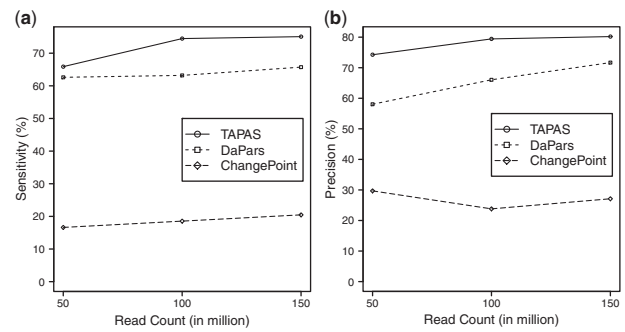 (a)
Sensitivity (%)
70
60
50
40
30
20
10
0
TAPAS
DaPars
ChangePoint
50 100 150
Read Count (in million)
(b)
Precision (%)
80
70
60
50
40
30
20
10
0
TAPAS
DaPars
ChangePoint
50 100 150
Read Count (in million)